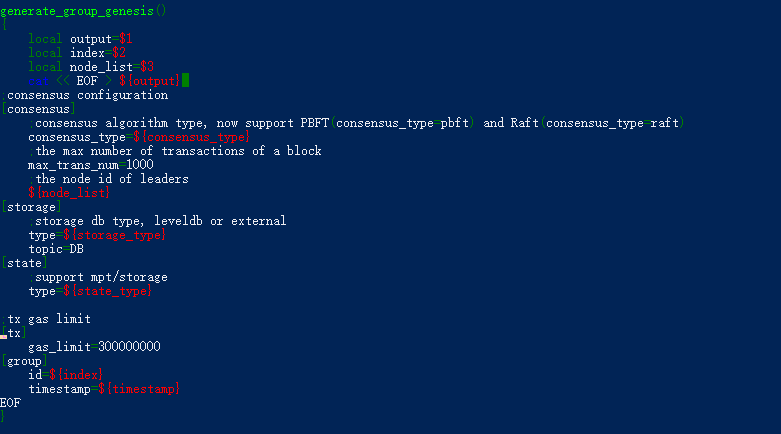 generate_group_genesis()
{
    local output=$1
    local index=$2
    local node_list=$3
    << EOF > ${output}
;consensus configuration
[consensus]
    ;consensus algorithm type, now support PBFT(consensus_type=pbft) and Raft(consensus_type=raft)
    consensus_type=${consensus_type}
    ;the max number of transactions of a block
    max_trans_num=1000
    ;the node id of leaders
    ${node_list}
[storage]
    ;storage db type, leveldb or external
    type=${storage_type}
    topic=DB
[state]
    ;support mpt/storage
    type=${state_type}
;tx gas limit
[tx]
    gas_limit=300000000
[group]
    id=${index}
    timestamp=${timestamp}
EOF
}